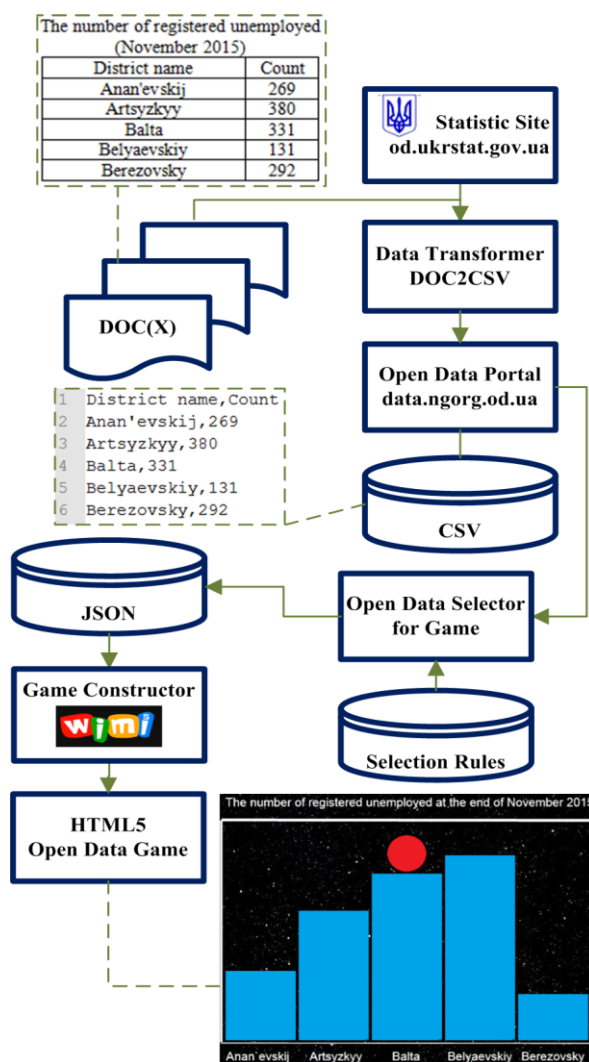 The number of registered unemployed
(November 2015)
District name Count
Anan'evskij 269
Artsyzkyy 380
Balta 331
Belyaevskiy 131
Berezovsky 292
Statistic Site
od.ukrstat.gov.ua
Data Transformer
DOC2CSV
DOC(X)
Open Data Portal
data.ngorg.od.ua
1 District name,Count
2 Anan'evskij,269
3 Artsyzkyy,380
4 Balta,331
5 Belyaevskiy,131
6 Berezovsky,292
CSV
JSON
Open Data Selector
for Game
Game Constructor
wimi5
Selection Rules
HTML5
Open Data Game
The number of registered unemployed at the end of November 2015
Anan`evskij Artsyzkyy Balta Belyaevskiy Berezovsky